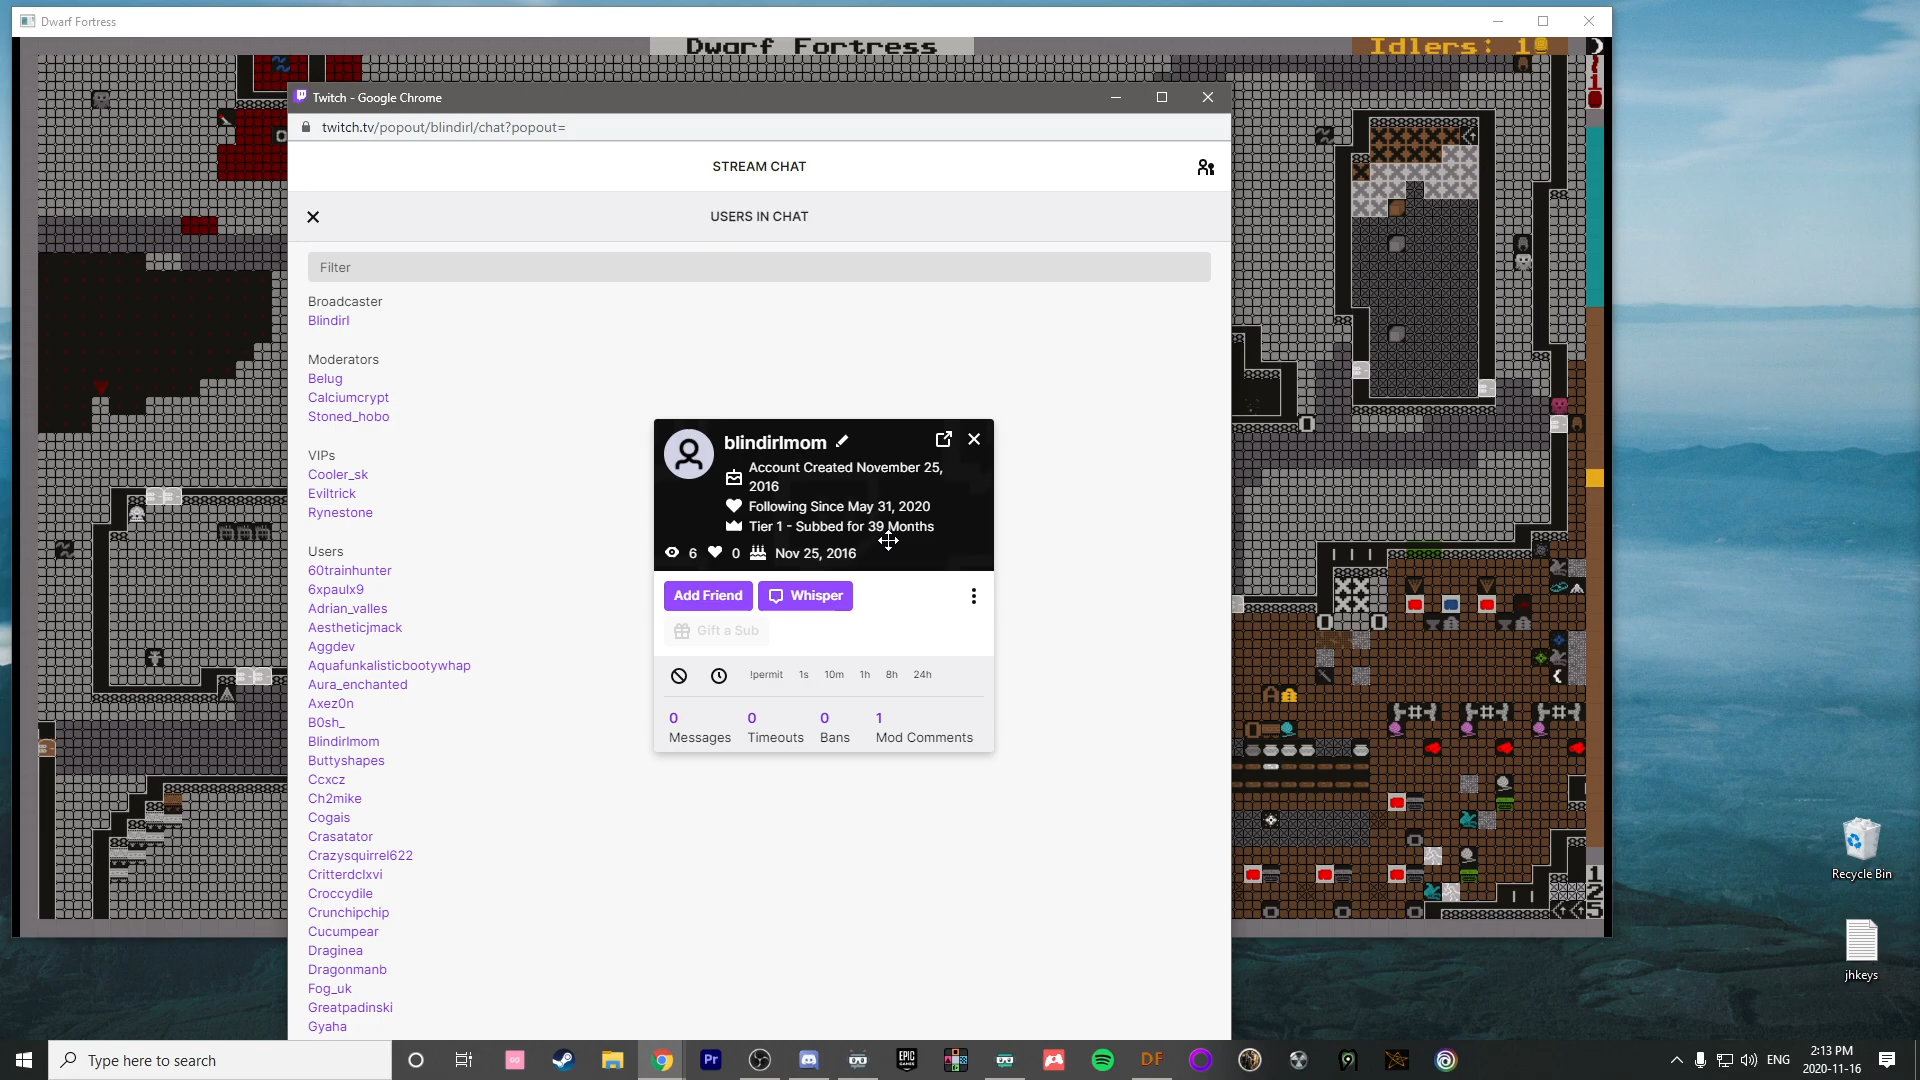 Dwarf Fortress
Dwarf Fortress
Idlers: 1
Twitch - Google Chrome
twitch.tv/popout/blindirl/chat?popout=
STREAM CHAT
USERS IN CHAT
Filter
Broadcaster
Blindirl
Moderators
Belug
Calciumcrypt
Stoned_hobo
VIPs
Cooler_sk
Eviltrick
Rynestone
Users
60trainhunter
6xpaulx9
Adrian_valles
Aestheticjmack
Aggdev
Aquafunkalisticbootywhap
Aura_enchanted
Axez0n
B0sh_
Blindirlmom
Buttyshapes
Ccxcz
Ch2mike
Cogais
Crasatator
Crazysquirrel622
Critterdclxvi
Croccydile
Crunchipchip
Cucumpear
Draginea
Dragonmanb
Fog_uk
Greatpadinski
Gyaha
blindirlmom
Account Created November 25,
2016
Following Since May 31, 2020
Tier 1 - Subbed for 39 Months
6 0 Nov 25, 2016
Add Friend Whisper
Gift a Sub
!permit 1s 10m 1h 8h 24h
0 0 0 1
Messages Timeouts Bans Mod Comments
Recycle Bin
jhkeys
Type here to search
Pr
EPIC
GAMES
DF
ENG
2:13 PM
2020-11-16